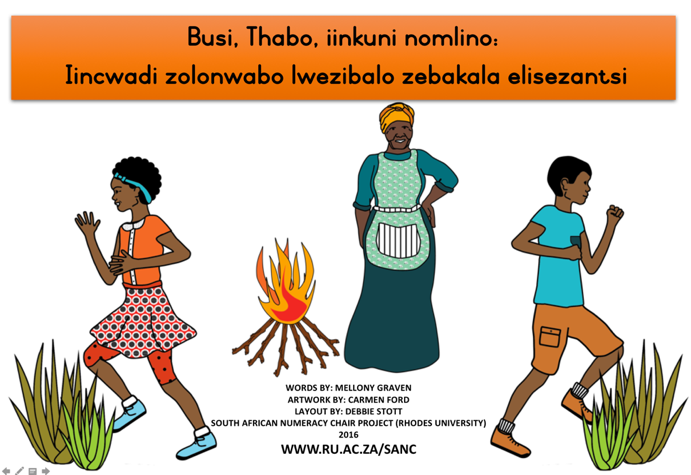 Busi, Thabo, iinkuni nomlino:
Iincwadi zolonwabo lwezibalo zebakala elisezantsi
WORDS BY: MELLONY GRAVEN
ARTWORK BY: CARMEN FORD
LAYOUT BY: DEBBIE STOTT
SOUTH AFRICAN NUMERACY CHAIR PROJECT (RHODES UNIVERSITY)
2016
WWW.RU.AC.ZA/SANC